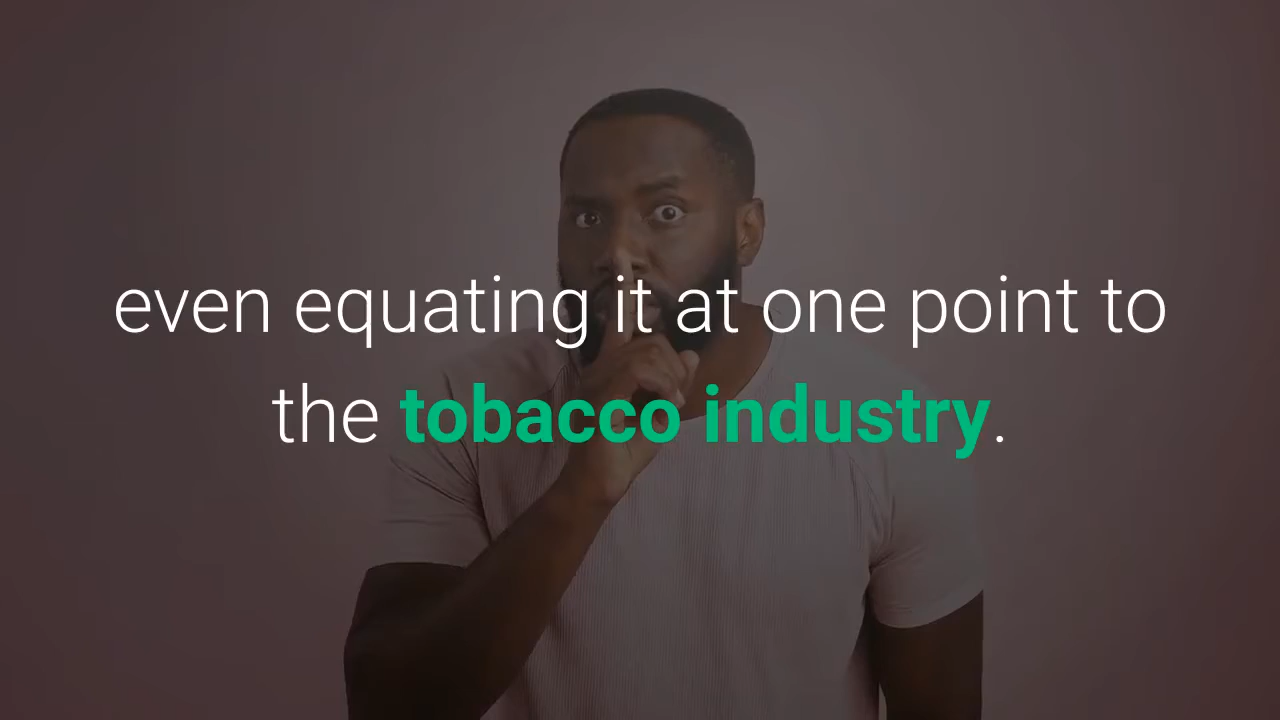 even equating it at one point to
the tobacco industry.